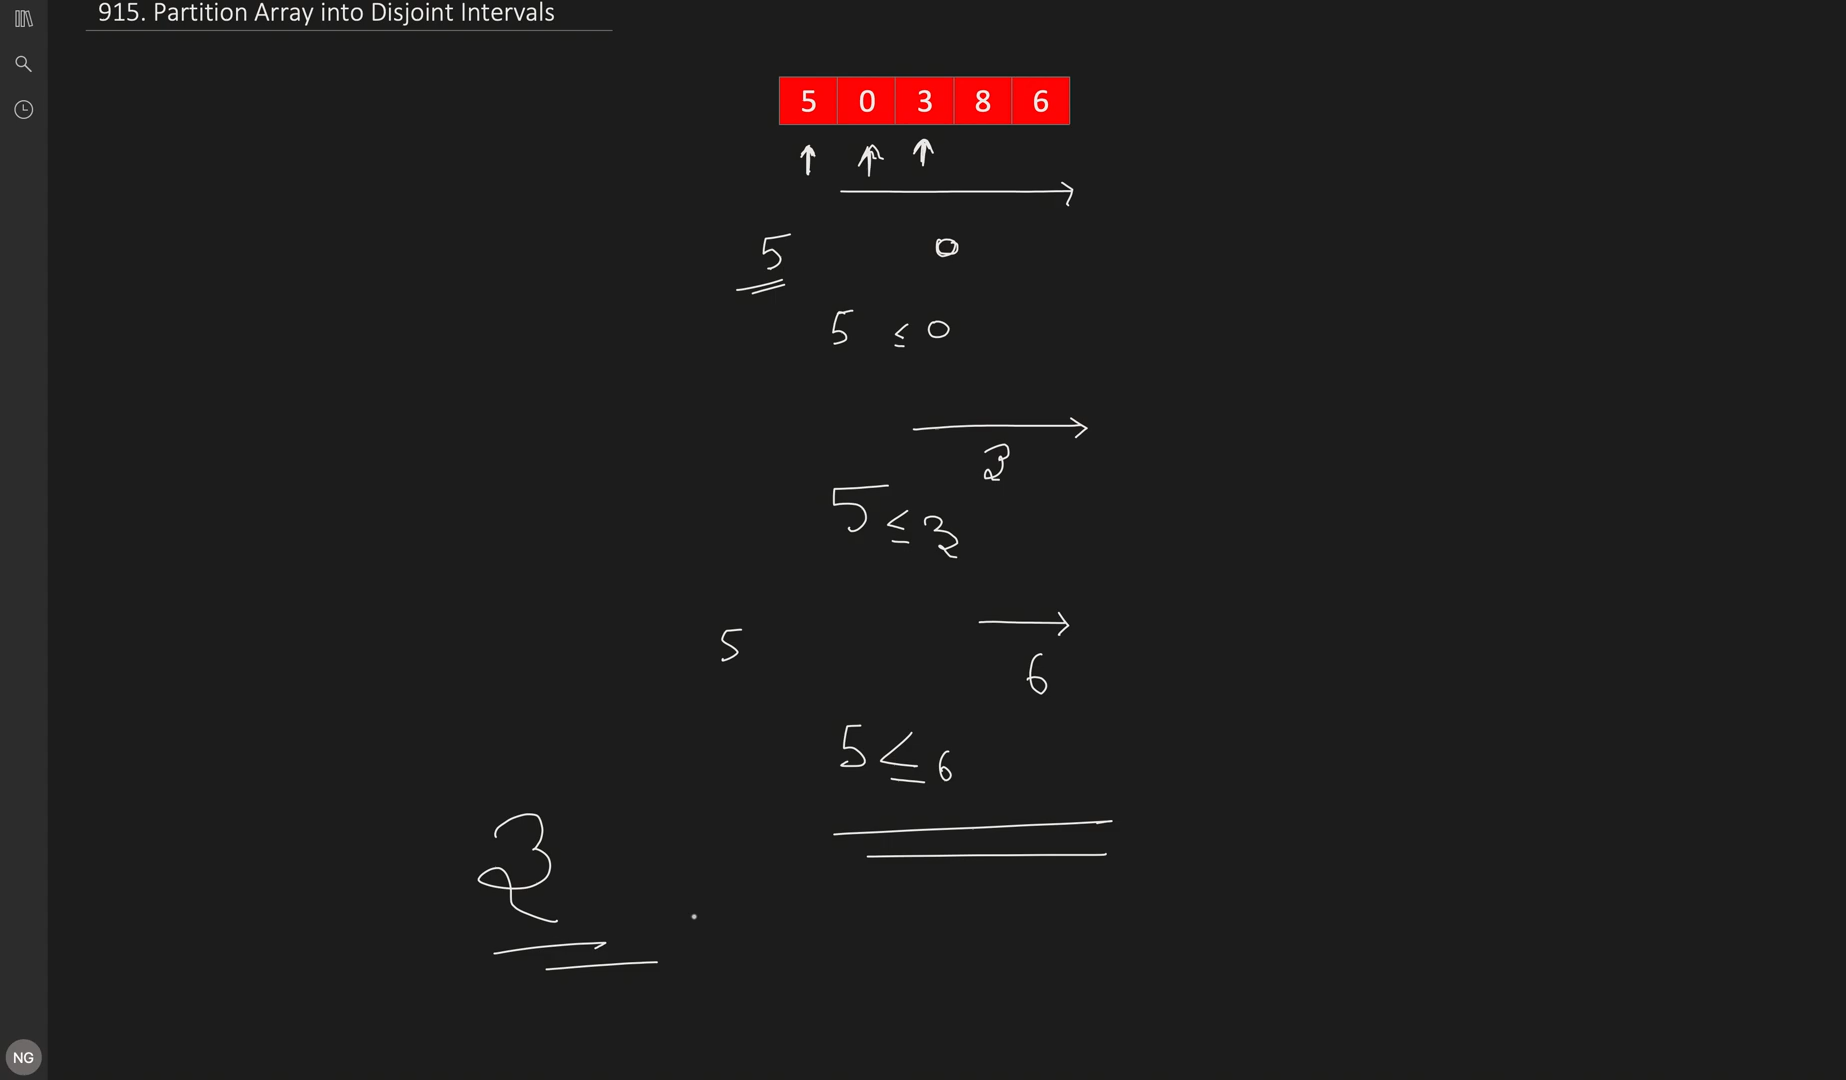 915. Partition Array into Disjoint Intervals
5 0 3 8 6
5 0
5 ≤ 0
3
5 ≤ 3
5 6
5 ≤ 6
3
NG